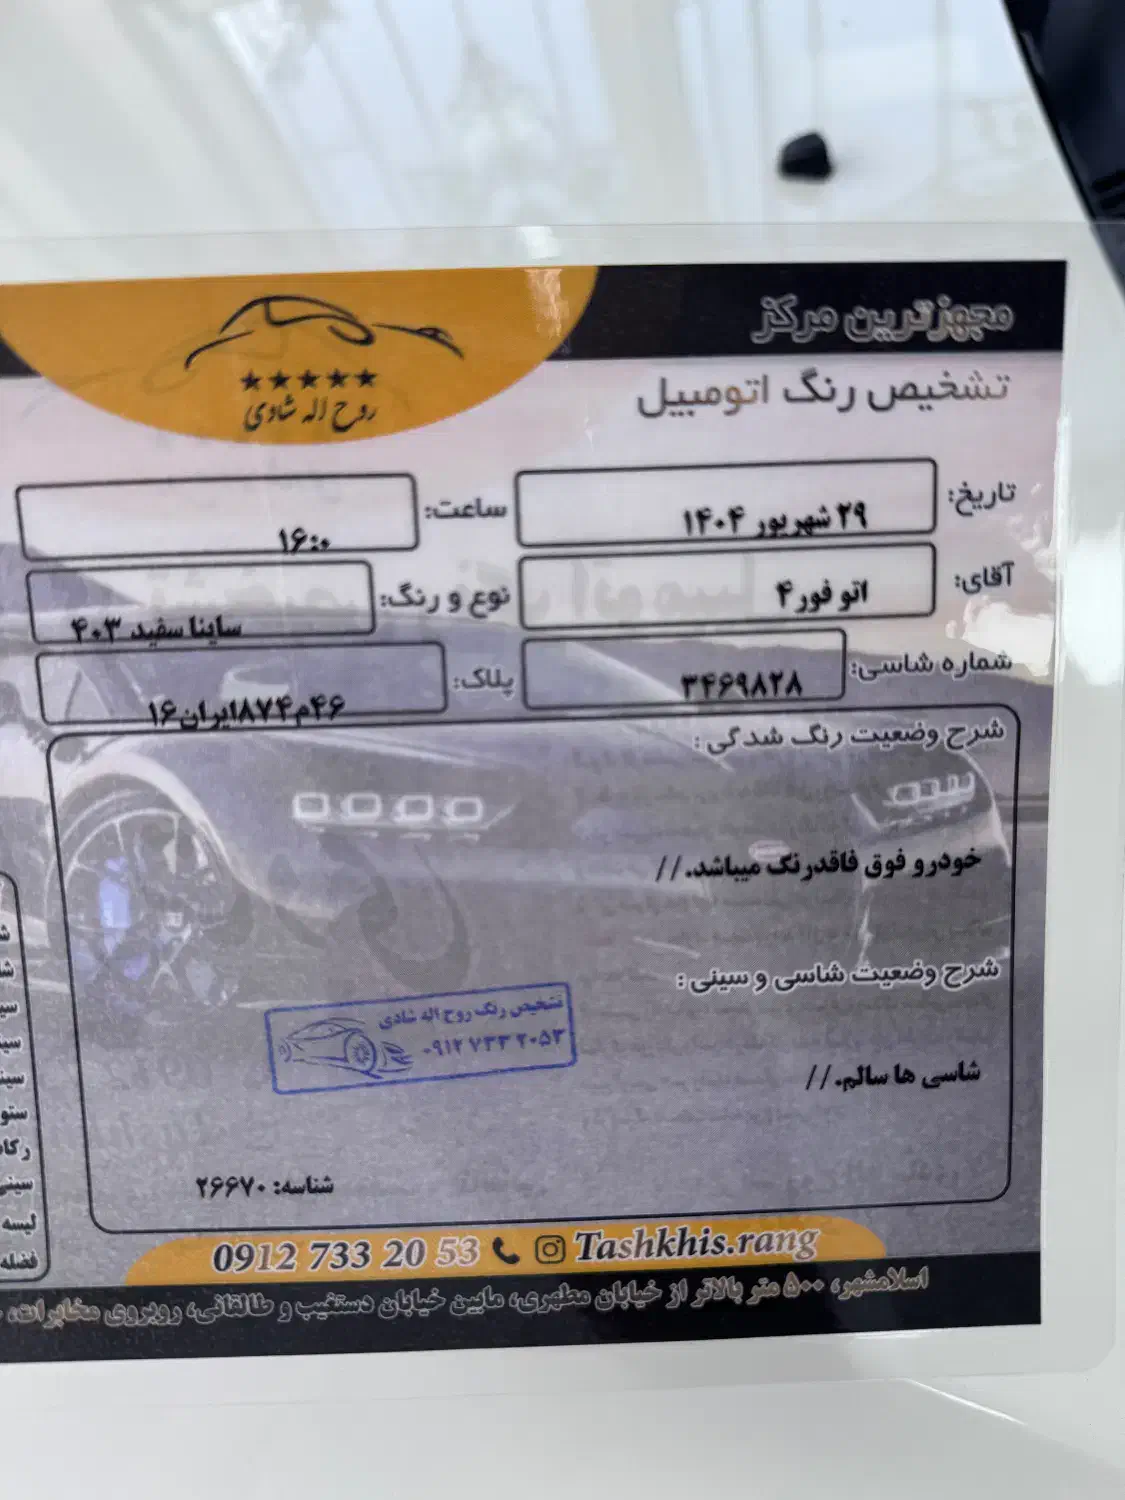 مجهزترین مرکز
تشخیص رنگ اتومبیل
روح اله شادی
تاریخ: ۲۹ شهریور ۱۴۰۴
ساعت: ۱۶:۰
آقای: اتو فور۴
نوع و رنگ: ساینا سفید ۴۰۳
شماره شاسی: ۳۴۶۹۸۲۸
پلاک: ۴۶م۸۷۴ایران۱۶
شرح وضعیت رنگ شدگی:
خودرو فوق فاقدرنگ میباشد.//
شرح وضعیت شاسی و سینی:
تشخیص رنگ روح اله شادی
۰۹۱۲ ۷۳۳ ۲۰۵۳
شاسی ها سالم.//
شناسه: ۲۶۶۷۰
0912 733 20 53
Tashkhis.rang
اسلامشهر، ۵۰۰ متر بالاتر از خیابان مطهری، مابین خیابان دستغیب و طالقانی، روبروی مخابرات،